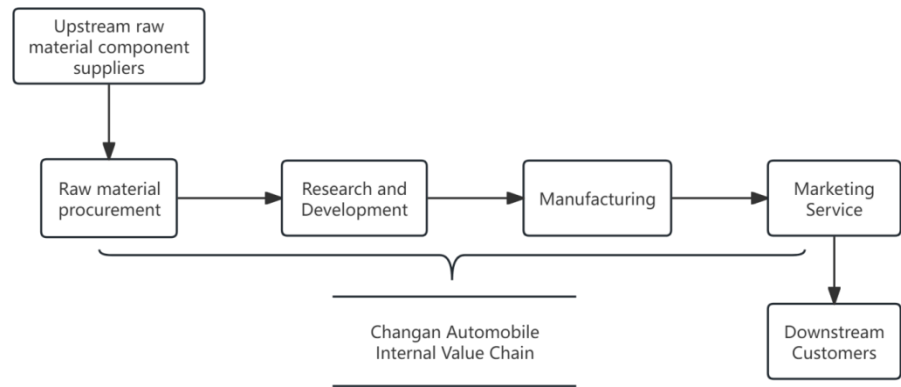 Upstream raw
material component
suppliers
Raw material
procurement
Research and
Development
Manufacturing
Marketing
Service
Changan Automobile
Internal Value Chain
Downstream
Customers